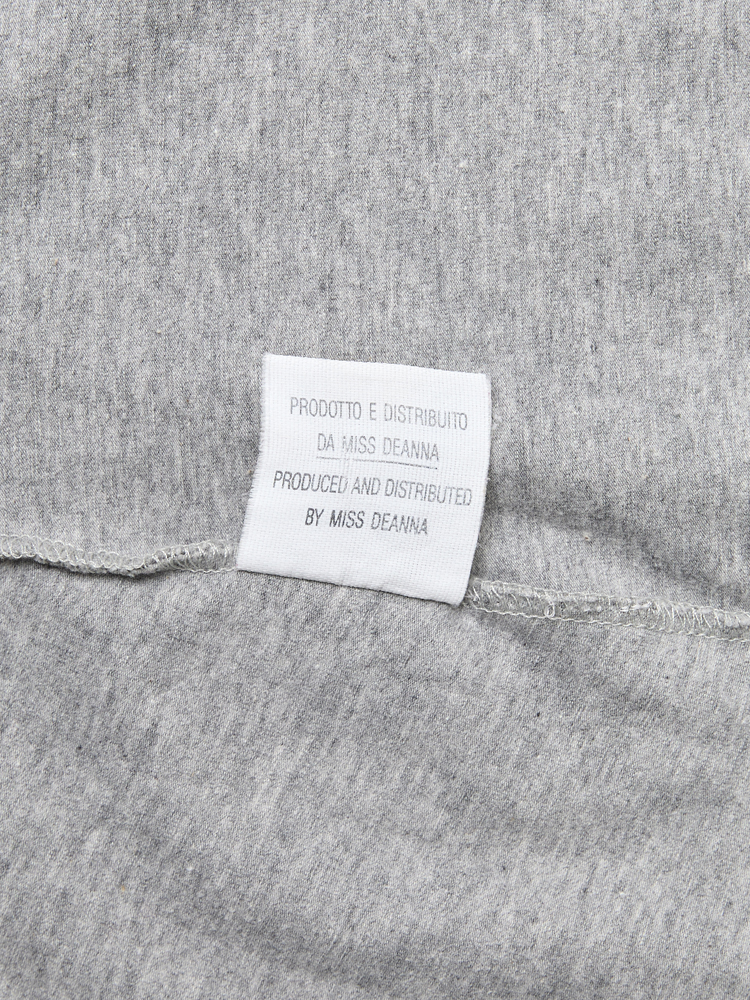 PRODOTTO E DISTRIBUITO
DA MISS DEANNA
PRODUCED AND DISTRIBUTED
BY MISS DEANNA